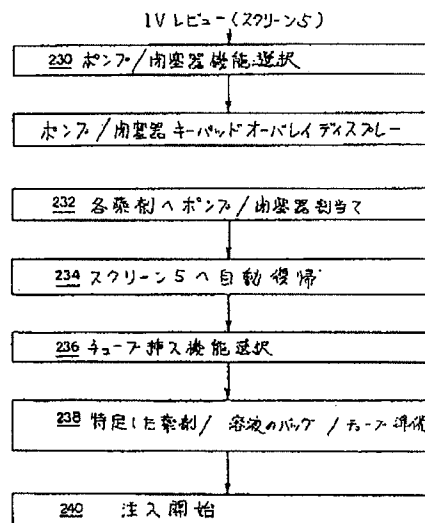 IVレビュー(スクリーン5)
230 ポンプ/閉塞器機能選択
ポンプ/閉塞器キーパッドオーバレイディスプレー
232 各薬剤へポンプ/閉塞器割当て
234 スクリーン5へ自動復帰
236 チューブ挿入機能選択
238 特定した薬剤/溶液のバッグ/チューブ準備
240 注入開始